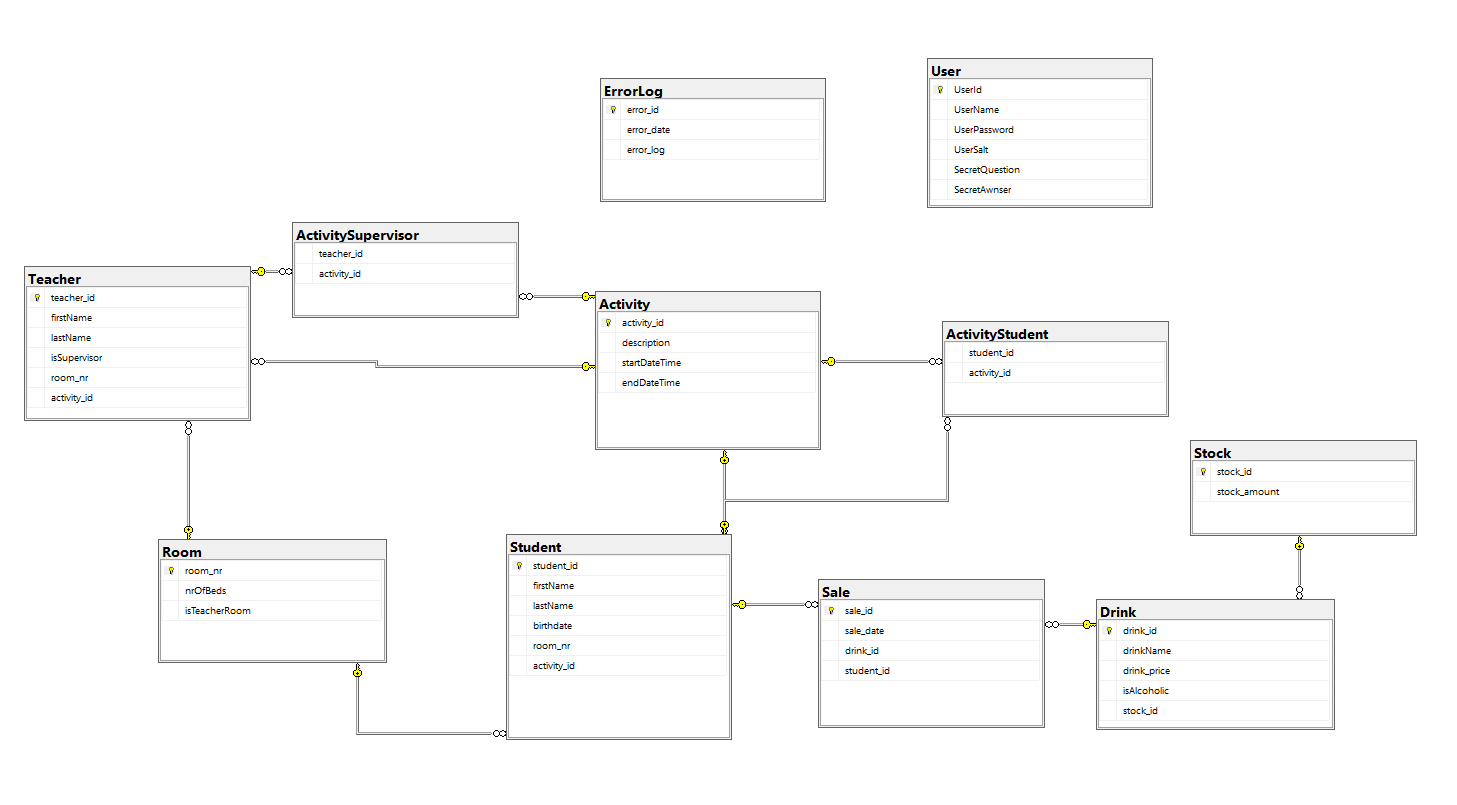 User
UserId
UserName
UserPassword
UserSalt
SecretQuestion
SecretAwnser
ErrorLog
error_id
error_date
error_log
ActivitySupervisor
teacher_id
activity_id
Teacher
teacher_id
firstName
lastName
isSupervisor
room_nr
activity_id
Activity
activity_id
description
startDateTime
endDateTime
ActivityStudent
student_id
activity_id
Stock
stock_id
stock_amount
Room
room_nr
nrOfBeds
isTeacherRoom
Student
student_id
firstName
lastName
birthdate
room_nr
activity_id
Sale
sale_id
sale_date
drink_id
student_id
Drink
drink_id
drinkName
drink_price
isAlcoholic
stock_id